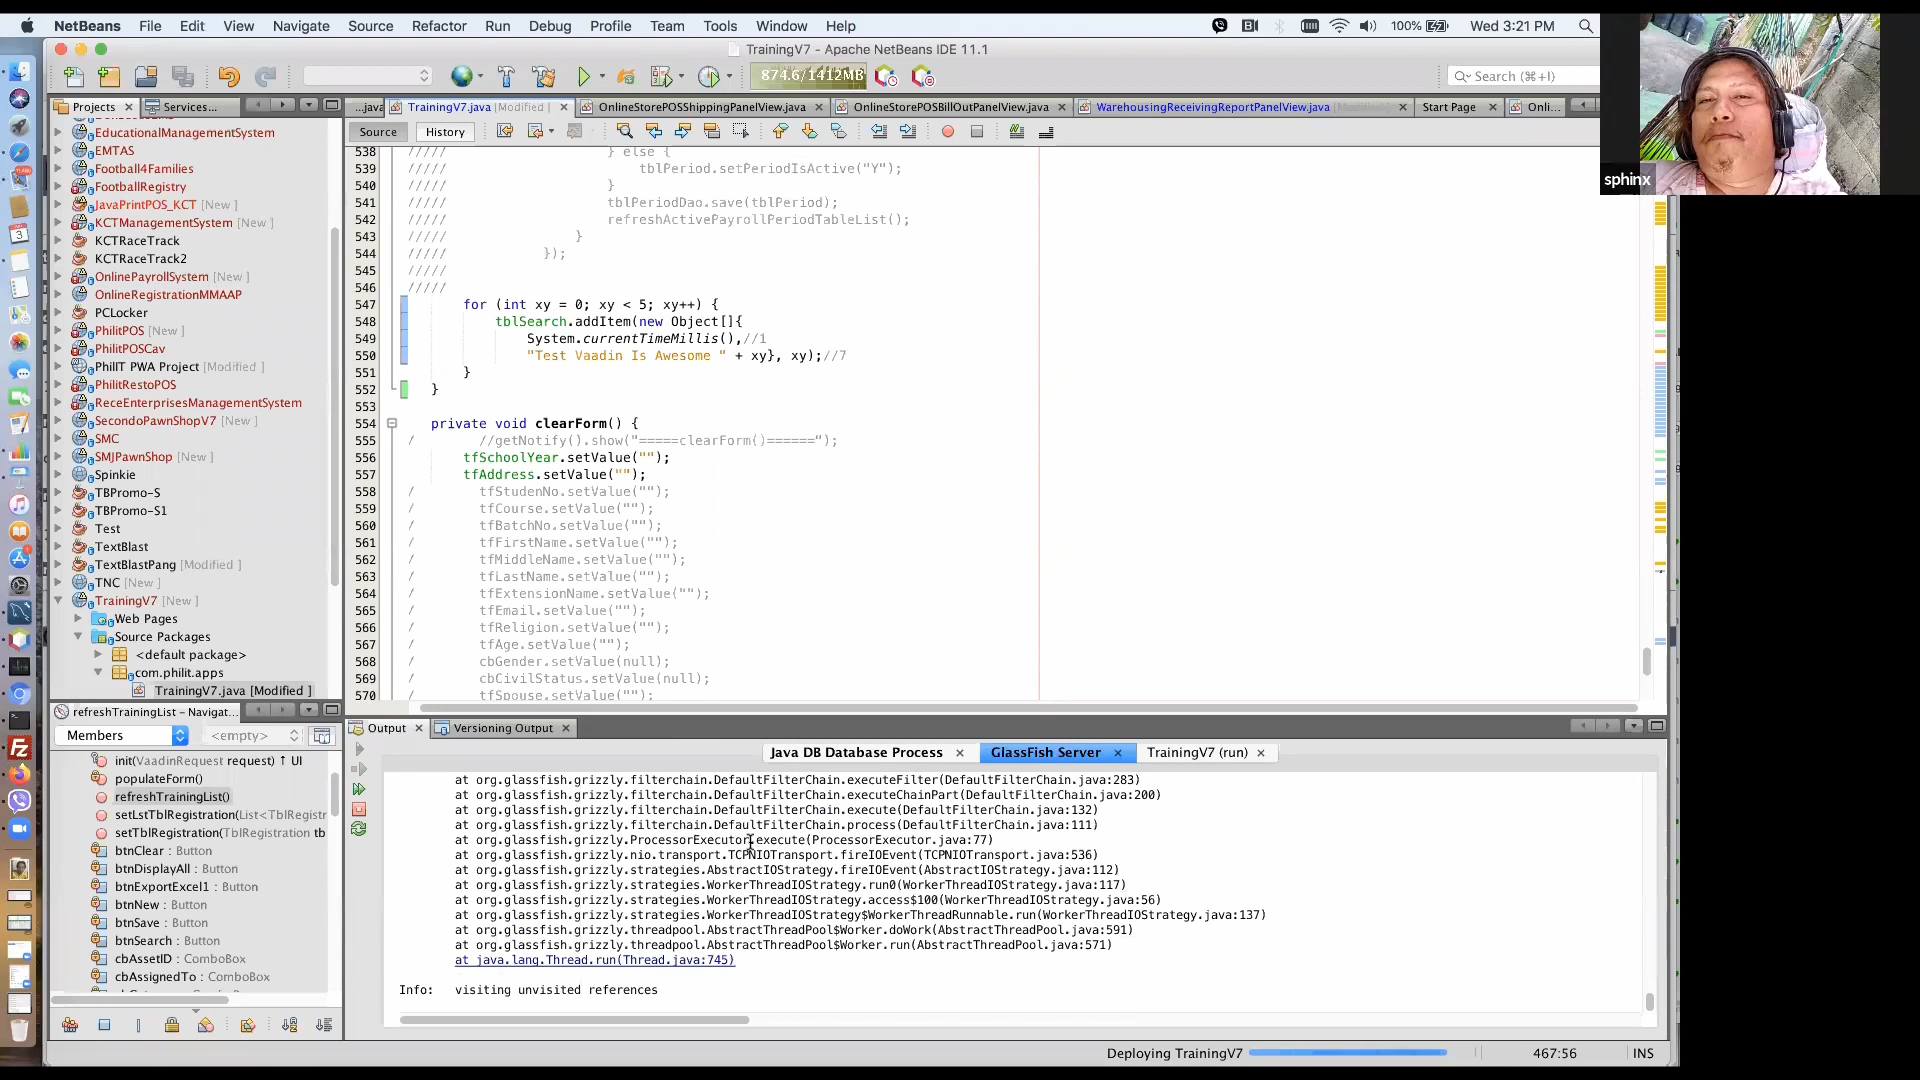 NetBeans File Edit View Navigate Source Refactor Run Debug Profile Team Tools Window Help 100% Wed 3:21 PM
TrainingV7 - Apache NetBeans IDE 11.1
874.6/1412MB Search (⌘+I)
Projects Services...
...java TrainingV7.java [Modified] OnlineStorePOSShippingPanelView.java OnlineStorePOSBillOutPanelView.java WarehousingReceivingReportPanelView.java Start Page Onli...
Source History
EducationalManagementSystem
EMTAS
Football4Families
FootballRegistry
JavaPrintPOS_KCT [New ]
KCTManagementSystem [New ]
KCTRaceTrack
KCTRaceTrack2
OnlinePayrollSystem [New ]
OnlineRegistrationMMAAP
PCLocker
PhilitPOS [New ]
PhilitPOSCav
PhilIT PWA Project [Modified ]
PhilitRestoPOS
ReceEnterprisesManagementSystem
SecondoPawnShopV7 [New ]
SMC
SMJPawnShop [New ]
Spinkie
TBPromo-S
TBPromo-S1
Test
TextBlast
TextBlastPang [Modified ]
TNC [New ]
TrainingV7 [New ]
Web Pages
Source Packages
<default package>
com.philit.apps
TrainingV7.java [Modified ]
538 ///// } else {
539 ///// tblPeriod.setPeriodIsActive("Y");
540 ///// }
541 ///// tblPeriodDao.save(tblPeriod);
542 ///// refreshActivePayrollPeriodTableList();
543 ///// }
544 ///// });
545 /////
546 /////
547 for (int xy = 0; xy < 5; xy++) {
548 tblSearch.addItem(new Object[]{
549 System.currentTimeMillis(),//1
550 "Test Vaadin Is Awesome " + xy}, xy);//7
551 }
552 }
553
554 private void clearForm() {
555 / //getNotify().show("=====clearForm()======");
556 tfSchoolYear.setValue("");
557 tfAddress.setValue("");
558 / tfStudenNo.setValue("");
559 / tfCourse.setValue("");
560 / tfBatchNo.setValue("");
561 / tfFirstName.setValue("");
562 / tfMiddleName.setValue("");
563 / tfLastName.setValue("");
564 / tfExtensionName.setValue("");
565 / tfEmail.setValue("");
566 / tfReligion.setValue("");
567 / tfAge.setValue("");
568 / cbGender.setValue(null);
569 / cbCivilStatus.setValue(null);
570 / tfSpouse.setValue("");
sphinx
refreshTrainingList - Navigat...
Members <empty>
init(VaadinRequest request) ↑ UI
populateForm()
refreshTrainingList()
setLstTblRegistration(List<TblRegistr
setTblRegistration(TblRegistration tb
btnClear : Button
btnDisplayAll : Button
btnExportExcel1 : Button
btnNew : Button
btnSave : Button
btnSearch : Button
cbAssetID : ComboBox
cbAssignedTo : ComboBox
Output Versioning Output
Java DB Database Process GlassFish Server TrainingV7 (run)
at org.glassfish.grizzly.filterchain.DefaultFilterChain.executeFilter(DefaultFilterChain.java:283)
at org.glassfish.grizzly.filterchain.DefaultFilterChain.executeChainPart(DefaultFilterChain.java:200)
at org.glassfish.grizzly.filterchain.DefaultFilterChain.execute(DefaultFilterChain.java:132)
at org.glassfish.grizzly.filterchain.DefaultFilterChain.process(DefaultFilterChain.java:111)
at org.glassfish.grizzly.ProcessorExecutor.execute(ProcessorExecutor.java:77)
at org.glassfish.grizzly.nio.transport.TCPNIOTransport.fireIOEvent(TCPNIOTransport.java:536)
at org.glassfish.grizzly.strategies.AbstractIOStrategy.fireIOEvent(AbstractIOStrategy.java:112)
at org.glassfish.grizzly.strategies.WorkerThreadIOStrategy.run0(WorkerThreadIOStrategy.java:117)
at org.glassfish.grizzly.strategies.WorkerThreadIOStrategy.access$100(WorkerThreadIOStrategy.java:56)
at org.glassfish.grizzly.strategies.WorkerThreadIOStrategy$WorkerThreadRunnable.run(WorkerThreadIOStrategy.java:137)
at org.glassfish.grizzly.threadpool.AbstractThreadPool$Worker.doWork(AbstractThreadPool.java:591)
at org.glassfish.grizzly.threadpool.AbstractThreadPool$Worker.run(AbstractThreadPool.java:571)
at java.lang.Thread.run(Thread.java:745)
Info: visiting unvisited references
Deploying TrainingV7 467:56 INS